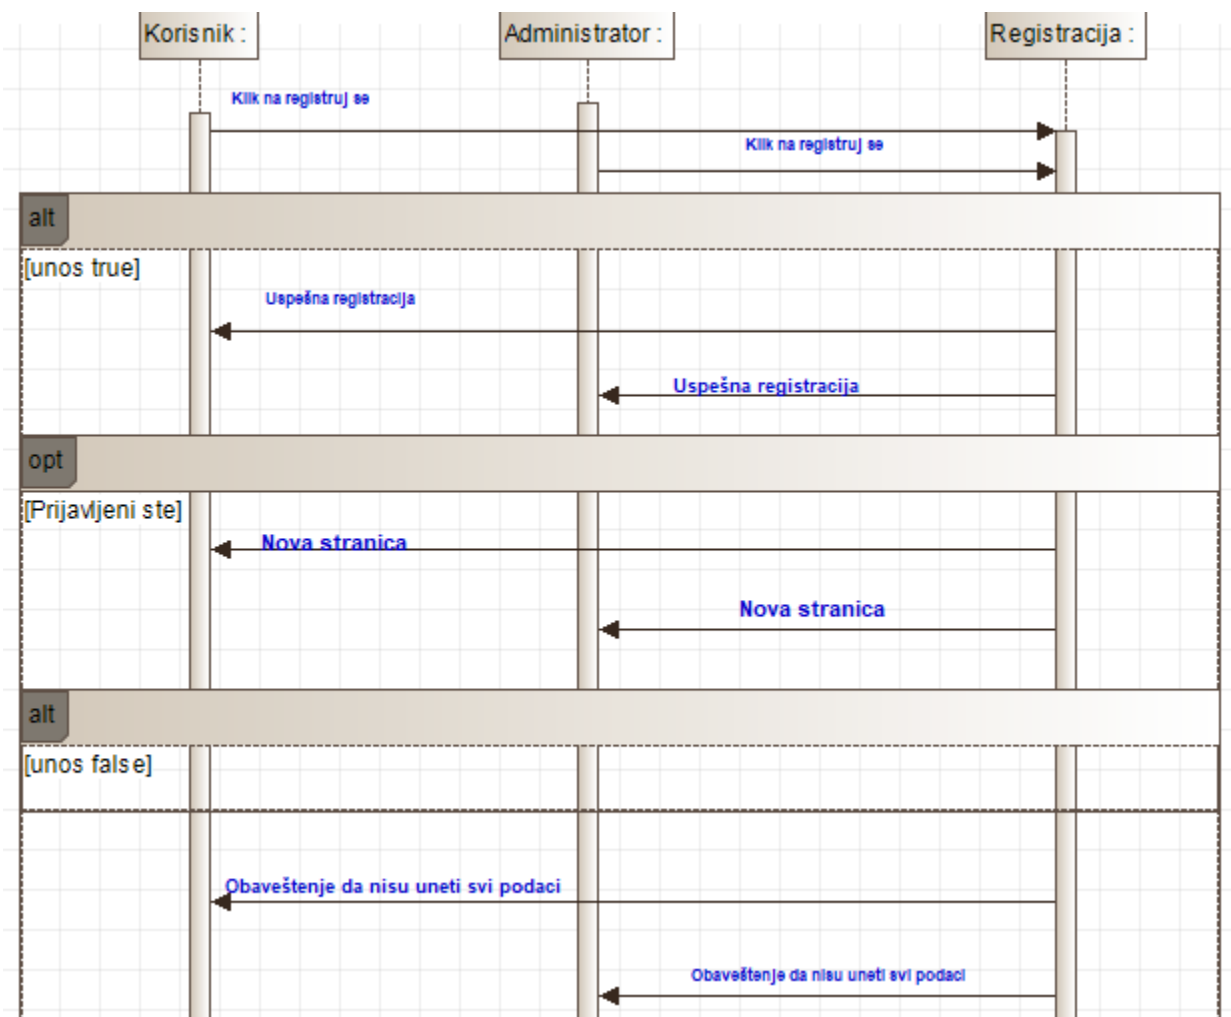 Korisnik :
Administrator :
Registracija :
Klik na registruj se
Klik na registruj se
alt
[unos true]
Uspešna registracija
Uspešna registracija
opt
[Prijavljeni ste]
Nova stranica
Nova stranica
alt
[unos false]
Obaveštenje da nisu uneti svi podaci
Obaveštenje da nisu uneti svi podaci